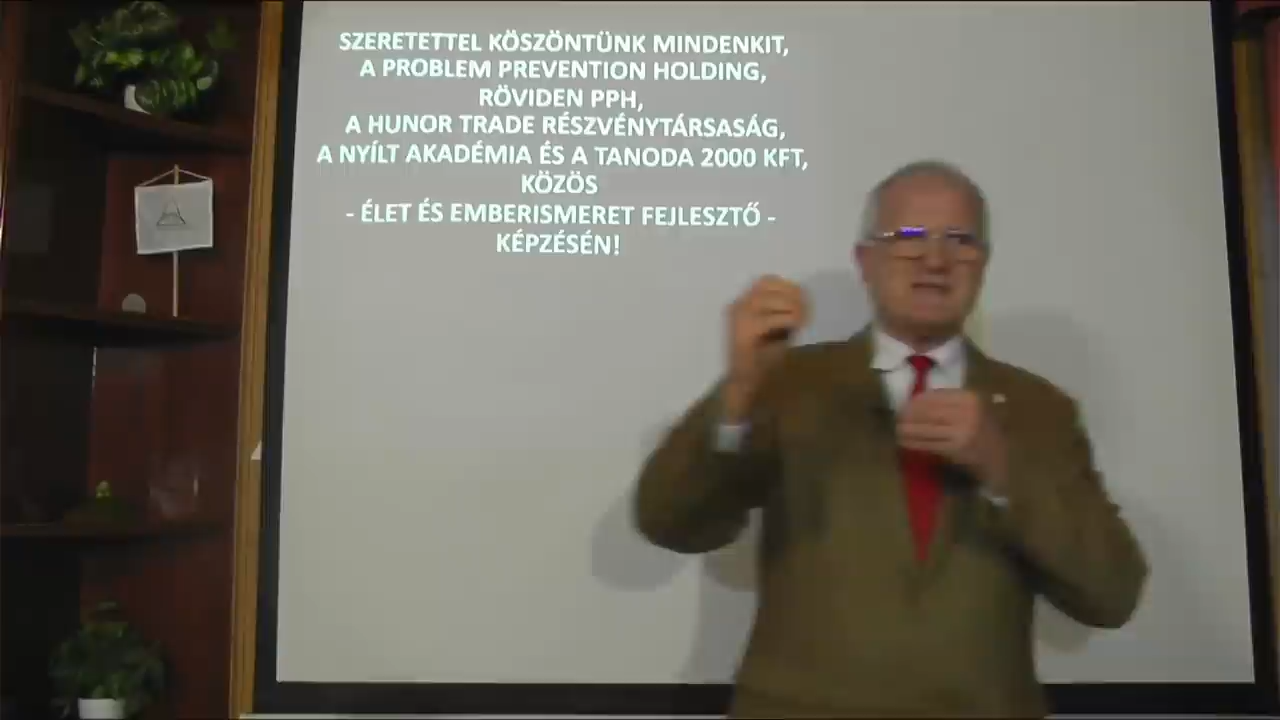 SZERETETTEL KÖSZÖNTÜNK MINDENKIT,
A PROBLEM PREVENTION HOLDING,
RÖVIDEN PPH,
A HUNOR TRADE RÉSZVÉNYTÁRSASÁG,
A NYÍLT AKADÉMIA ÉS A TANODA 2000 KFT,
KÖZÖS
- ÉLET ÉS EMBERISMERET FEJLESZTŐ -
KÉPZÉSÉN!